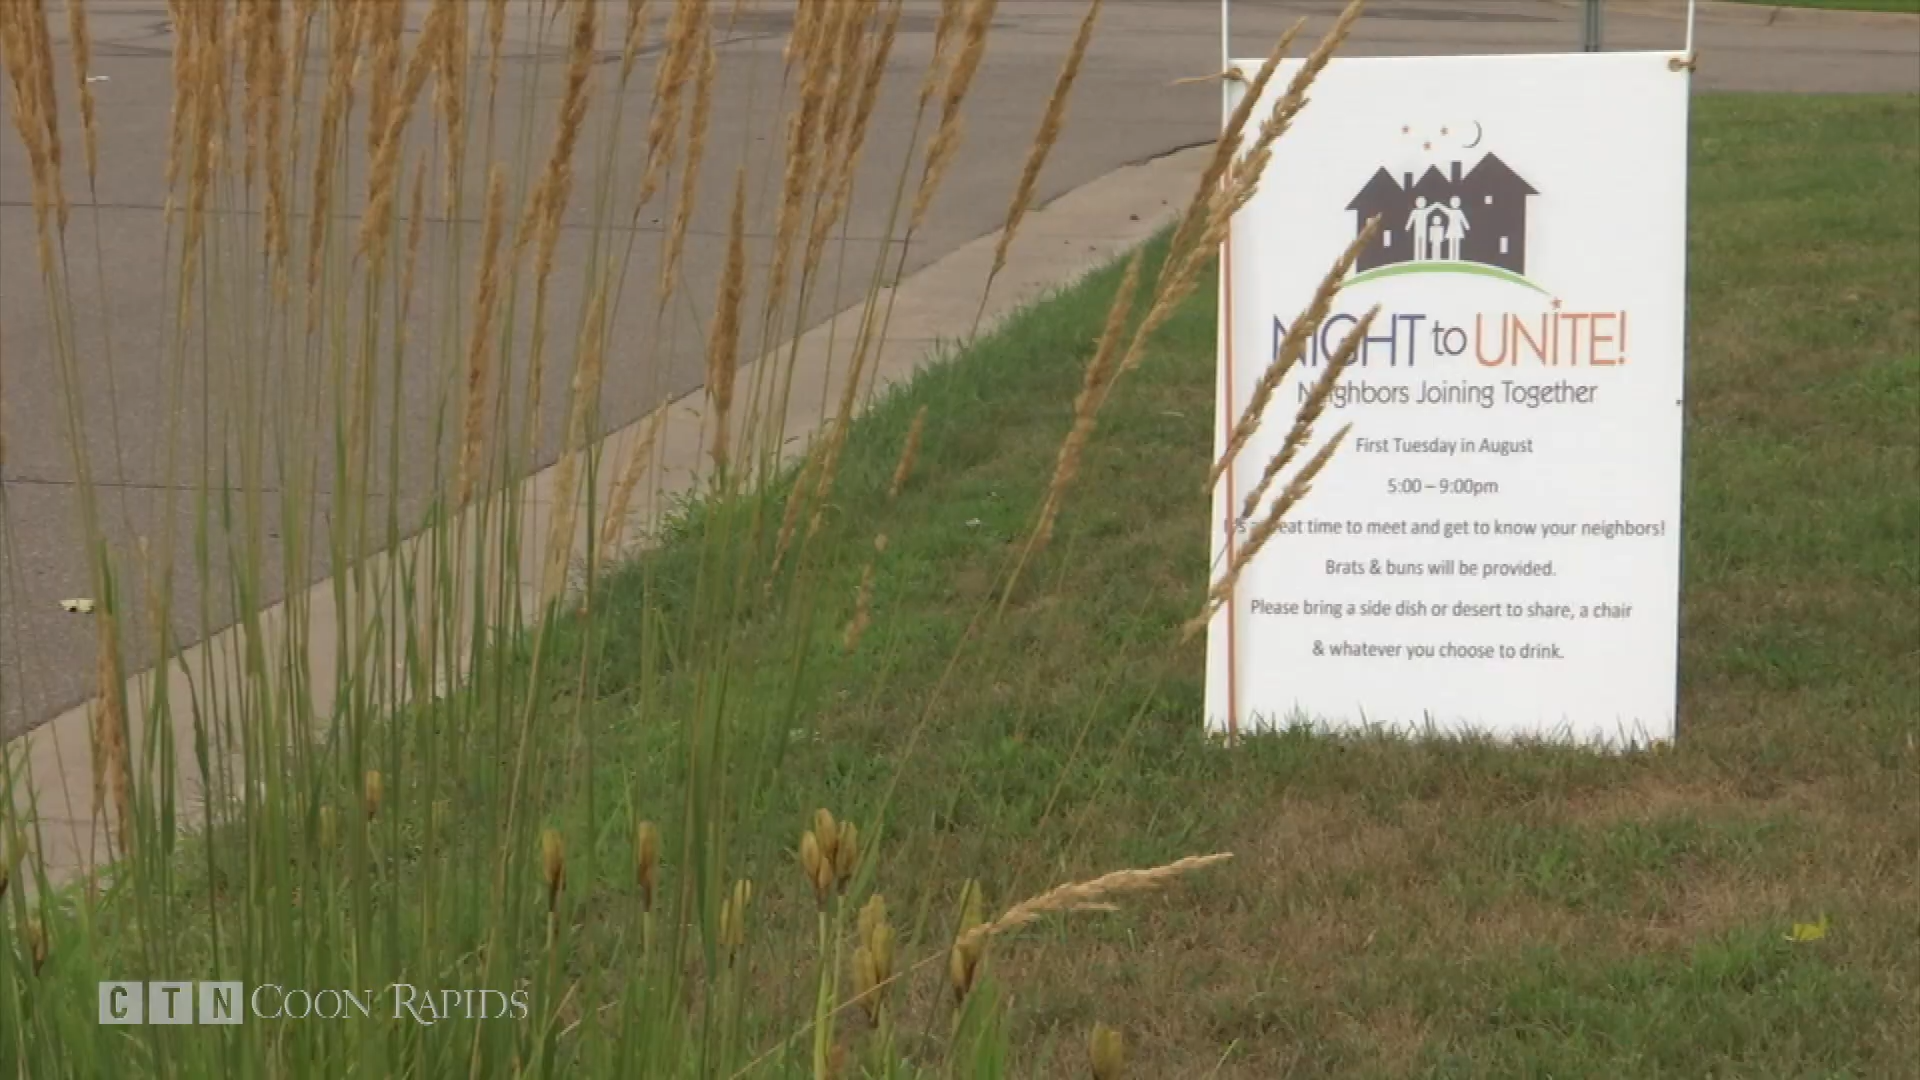 NIGHT to UNITE!
Neighbors Joining Together
First Tuesday in August
5:00 – 9:00pm
It's a great time to meet and get to know your neighbors!
Brats & buns will be provided.
Please bring a side dish or desert to share, a chair
& whatever you choose to drink.
CTN COON RAPIDS